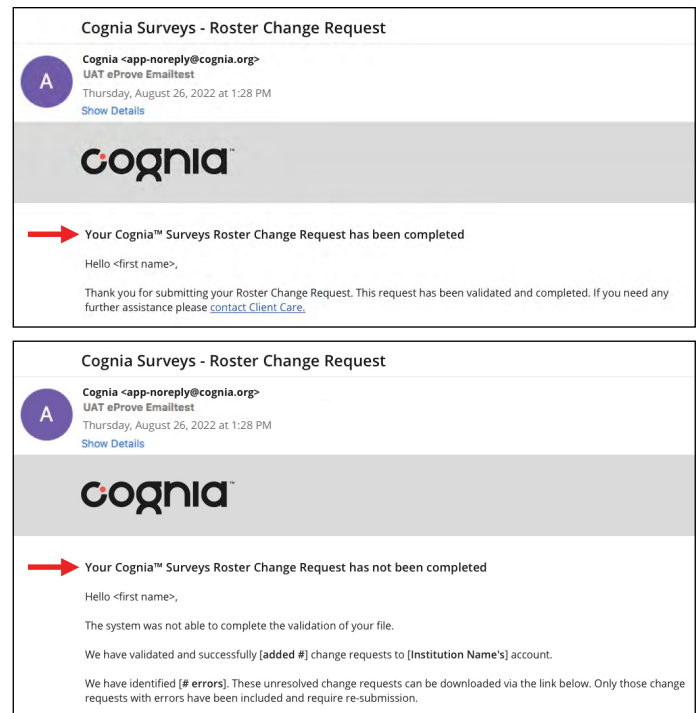 Cognia Surveys - Roster Change Request
Cognia <app-noreply@cognia.org>
A
UAT eProve Emailtest
Thursday, August 26, 2022 at 1:28 PM
Show Details
cognia™
Your Cognia™ Surveys Roster Change Request has been completed
Hello <first name>,
Thank you for submitting your Roster Change Request. This request has been validated and completed. If you need any
further assistance please contact Client Care.
Cognia Surveys - Roster Change Request
Cognia <app-noreply@cognia.org>
A
UAT eProve Emailtest
Thursday, August 26, 2022 at 1:28 PM
Show Details
cognia™
Your Cognia™ Surveys Roster Change Request has not been completed
Hello <first name>,
The system was not able to complete the validation of your file.
We have validated and successfully [added #] change requests to [Institution Name's] account.
We have identified [# errors]. These unresolved change requests can be downloaded via the link below. Only those change
requests with errors have been included and require re-submission.